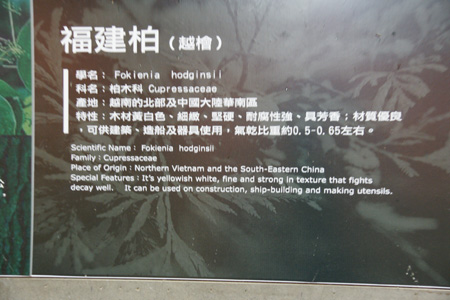 福建柏（越檜）
學名： Fokienia hodginsii
科名：柏木科 Cupressaceae
產地：越南的北部及中國大陸華南區
特性：木材黃白色、細緻、堅硬、耐腐性強、具芳香；材質優良
，可供建築、造船及器具使用，氣乾比重約0.5-0.65左右。
Scientific Name：Fokienia hodginsii
Family：Cupressaceae
Place of Origin：Northern Vietnam and the South-Eastern China
Special Features：It's yellowish white, fine and strong in texture that fights
decay well. It can be used on construction, ship-building and making utensils.